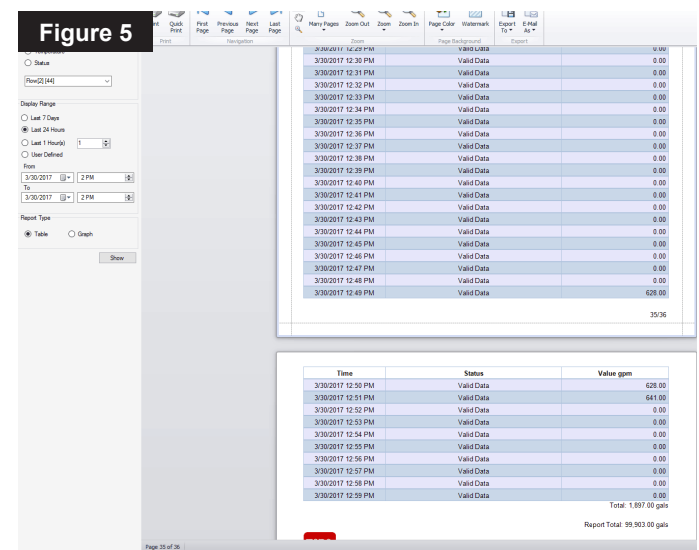 Figure 5
nt Quick Print First Page Previous Page Next Page Last Page Many Pages Zoom Out Zoom Zoom In Page Color Watermark Export To E-Mail As
Print Navigation Zoom Page Background Export
Temperature
Status
Flow[2] [44]
Display Range
Last 7 Days
Last 24 Hours
Last 1 Hour(s) 1
User Defined
From
3/30/2017 2 PM
To
3/30/2017 2 PM
Report Type
Table Graph
Show
3/30/2017 12:29 PM Valid Data 0.00
3/30/2017 12:30 PM Valid Data 0.00
3/30/2017 12:31 PM Valid Data 0.00
3/30/2017 12:32 PM Valid Data 0.00
3/30/2017 12:33 PM Valid Data 0.00
3/30/2017 12:34 PM Valid Data 0.00
3/30/2017 12:35 PM Valid Data 0.00
3/30/2017 12:36 PM Valid Data 0.00
3/30/2017 12:37 PM Valid Data 0.00
3/30/2017 12:38 PM Valid Data 0.00
3/30/2017 12:39 PM Valid Data 0.00
3/30/2017 12:40 PM Valid Data 0.00
3/30/2017 12:41 PM Valid Data 0.00
3/30/2017 12:42 PM Valid Data 0.00
3/30/2017 12:43 PM Valid Data 0.00
3/30/2017 12:44 PM Valid Data 0.00
3/30/2017 12:45 PM Valid Data 0.00
3/30/2017 12:46 PM Valid Data 0.00
3/30/2017 12:47 PM Valid Data 0.00
3/30/2017 12:48 PM Valid Data 0.00
3/30/2017 12:49 PM Valid Data 628.00
35/36
Time Status Value gpm
3/30/2017 12:50 PM Valid Data 628.00
3/30/2017 12:51 PM Valid Data 641.00
3/30/2017 12:52 PM Valid Data 0.00
3/30/2017 12:53 PM Valid Data 0.00
3/30/2017 12:54 PM Valid Data 0.00
3/30/2017 12:55 PM Valid Data 0.00
3/30/2017 12:56 PM Valid Data 0.00
3/30/2017 12:57 PM Valid Data 0.00
3/30/2017 12:58 PM Valid Data 0.00
3/30/2017 12:59 PM Valid Data 0.00
Total: 1,897.00 gals
Report Total: 99,903.00 gals
Page 35 of 36